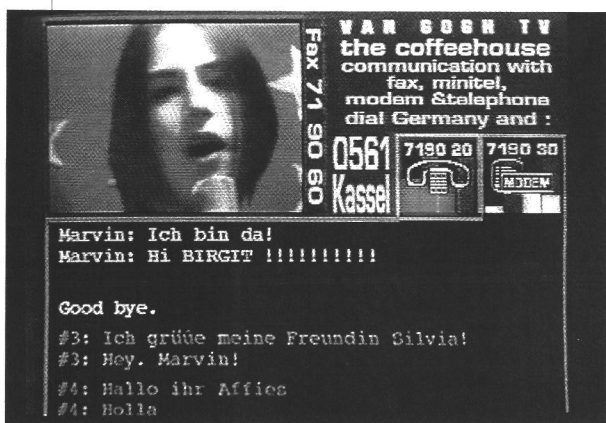 VAN GOGH TV
the coffeehouse
communication with
fax, minitel,
modem &telephone
dial Germany and :
Fax 71 90 60
0561
Kassel
7190 20
7190 30
MODEM
Marvin: Ich bin da!
Marvin: Hi BIRGIT !!!!!!!!!!
Good bye.
#3: Ich grüüe meine Freundin Silvia!
#3: Hey. Marvin!
#4: Hallo ihr Affies
#4: Holla